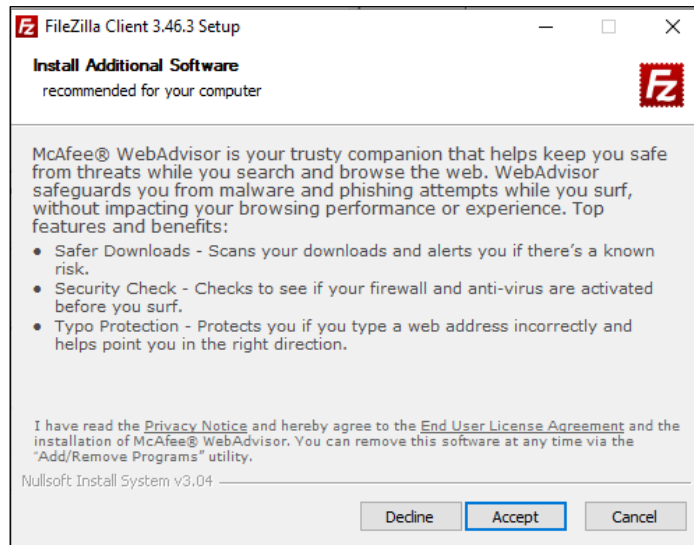 FileZilla Client 3.46.3 Setup
Install Additional Software
recommended for your computer
McAfee® WebAdvisor is your trusty companion that helps keep you safe
from threats while you search and browse the web. WebAdvisor
safeguards you from malware and phishing attempts while you surf,
without impacting your browsing performance or experience. Top
features and benefits:
● Safer Downloads - Scans your downloads and alerts you if there's a known
risk.
● Security Check - Checks to see if your firewall and anti-virus are activated
before you surf.
● Typo Protection - Protects you if you type a web address incorrectly and
helps point you in the right direction.
I have read the Privacy Notice and hereby agree to the End User License Agreement and the
installation of McAfee® WebAdvisor. You can remove this software at any time via the
"Add/Remove Programs" utility.
Nullsoft Install System v3.04
Decline Accept Cancel